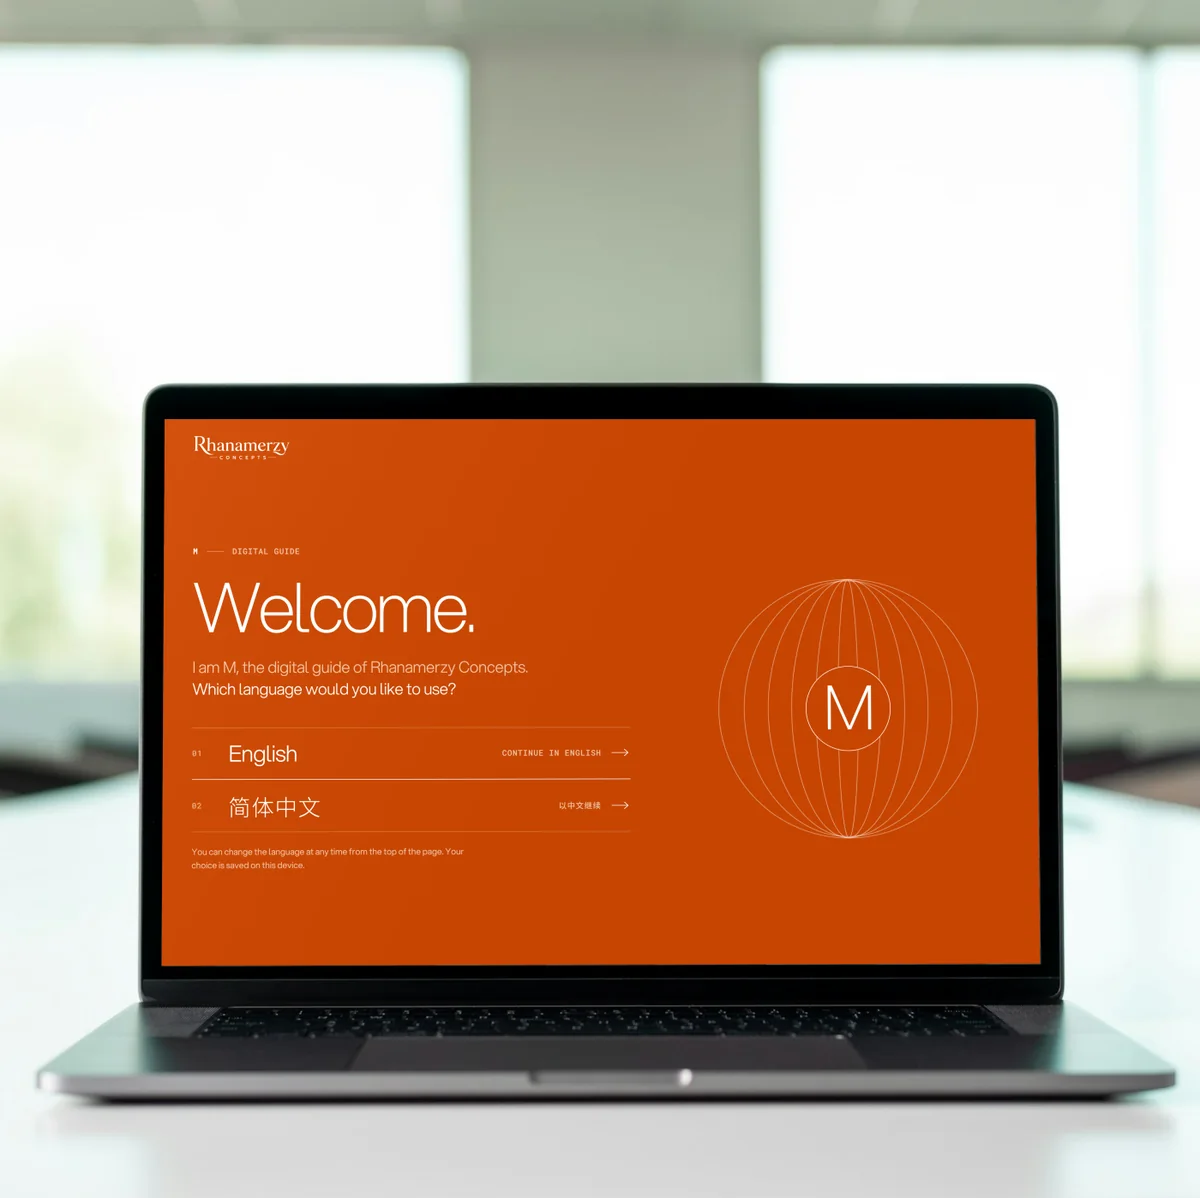 Rhanamerzy
CONCEPTS
M — DIGITAL GUIDE
Welcome.
I am M, the digital guide of Rhanamerzy Concepts.
Which language would you like to use?
01 English CONTINUE IN ENGLISH →
02 简体中文 以中文继续 →
You can change the language at any time from the top of the page. Your
choice is saved on this device.
M